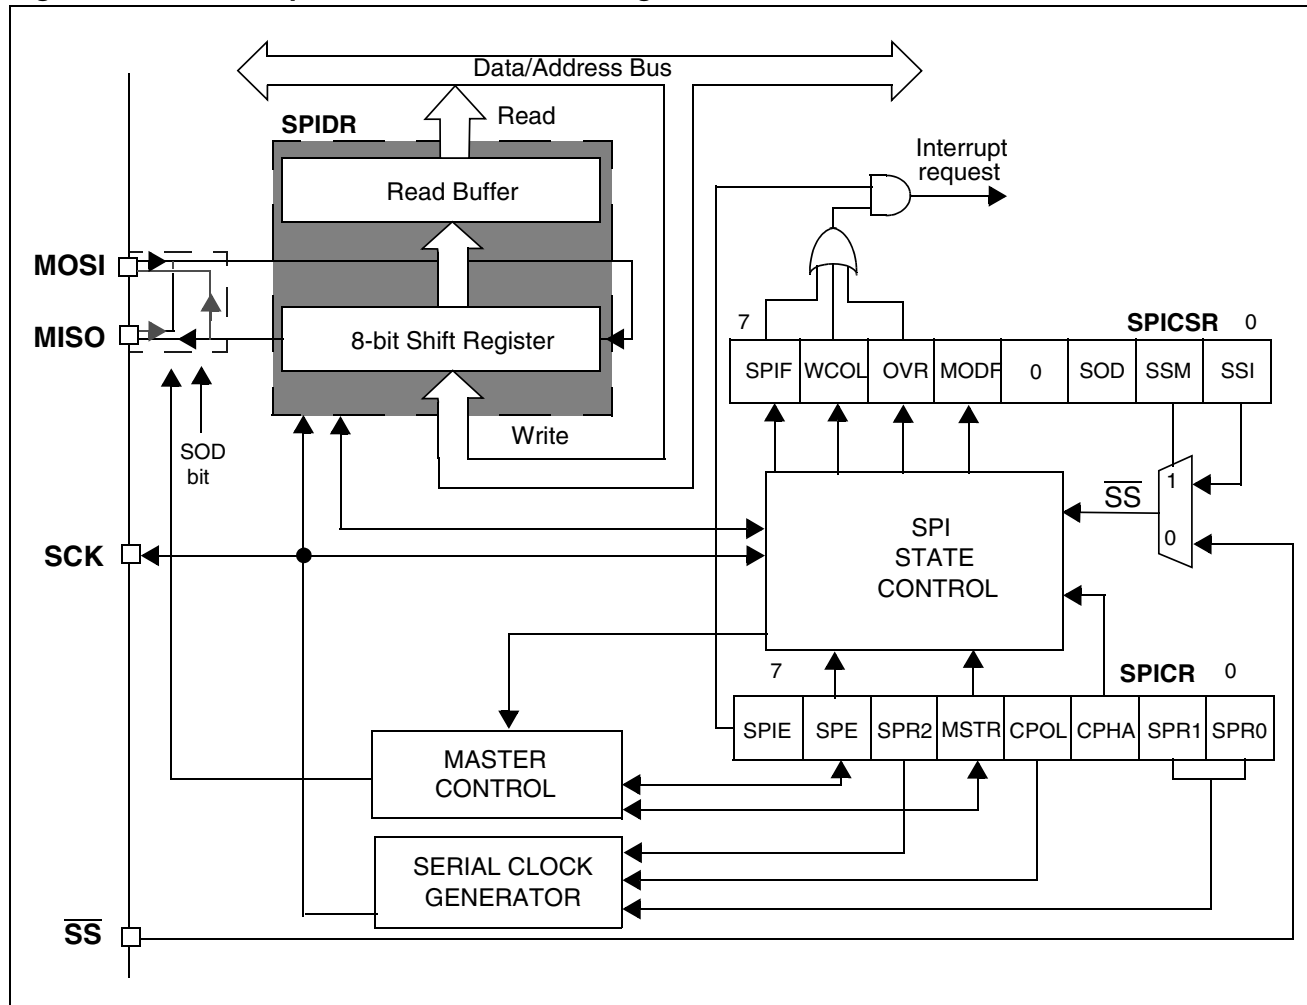 Data/Address Bus
Read
SPIDR
Read Buffer
Interrupt
request
MOSI
MISO
8-bit Shift Register
7
SPICSR
0
SPIF
WCOL
OVR
MODF
0
SOD
SSM
SSI
Write
SOD
bit
SS
1
0
SCK
SPI
STATE
CONTROL
7
SPICR
0
SPIE
SPE
SPR2
MSTR
CPOL
CPHA
SPR1
SPR0
MASTER
CONTROL
SERIAL CLOCK
GENERATOR
SS